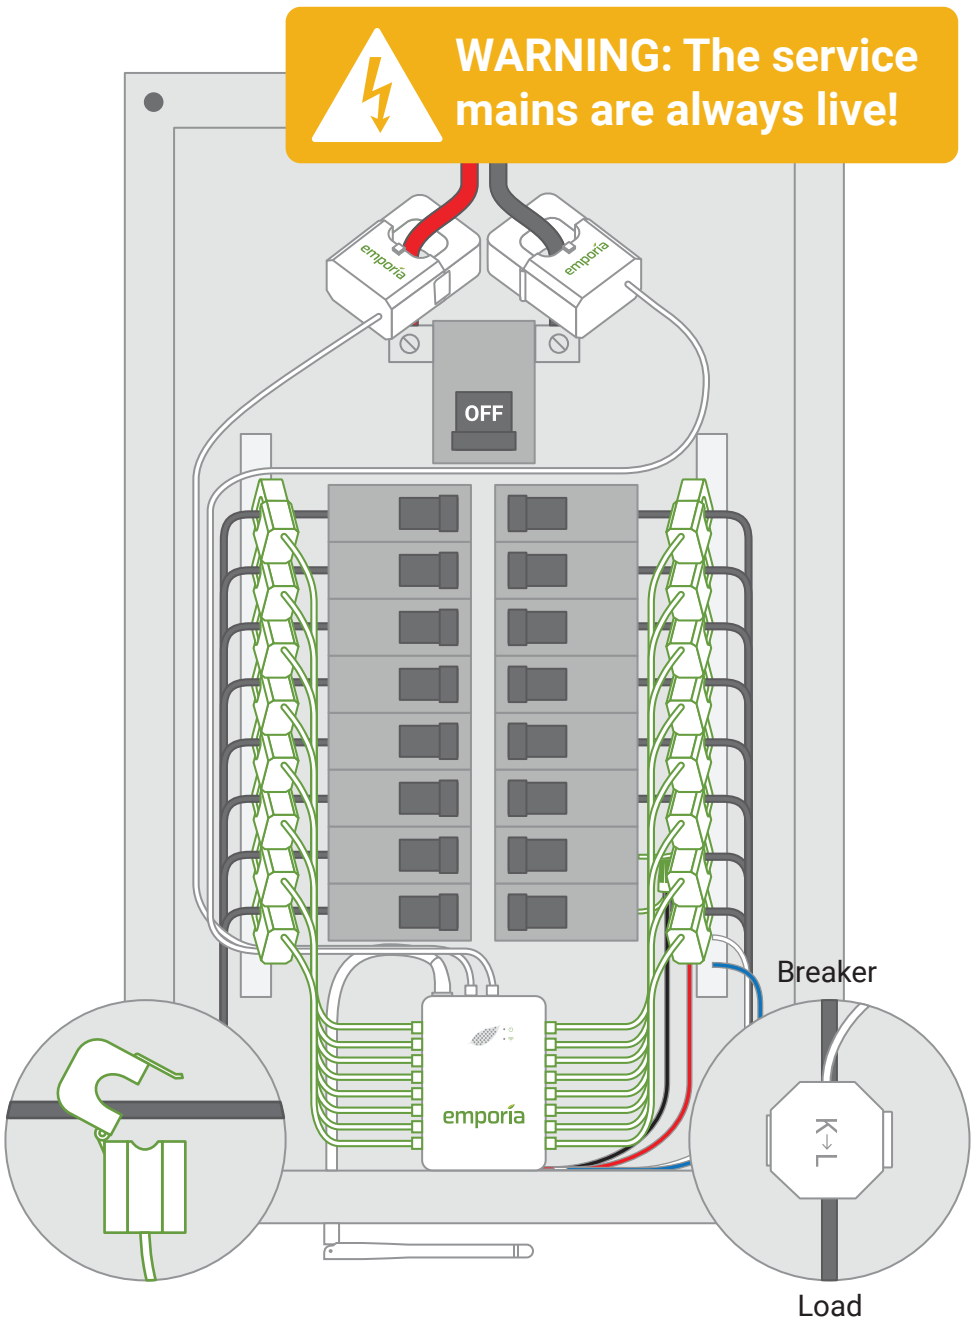 WARNING: The service
mains are always live!
emporia
emporia
OFF
Breaker
emporia
K→L
Load